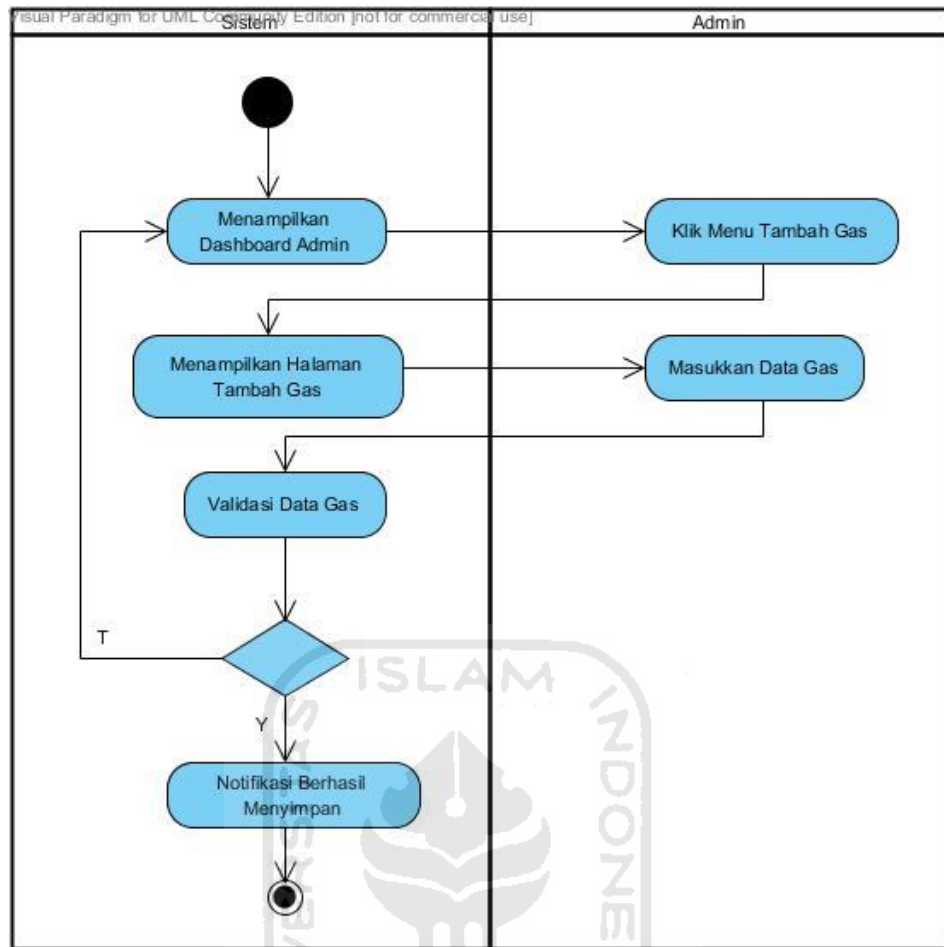 Visual Paradigm for UML Community Edition [not for commercial use]
Sistem
Admin
Menampilkan
Dashboard Admin
Klik Menu Tambah Gas
Menampilkan Halaman
Tambah Gas
Masukkan Data Gas
Validasi Data Gas
T
ISLAM
INDONE
VERSITAS
Y
Notifikasi Berhasil
Menyimpan